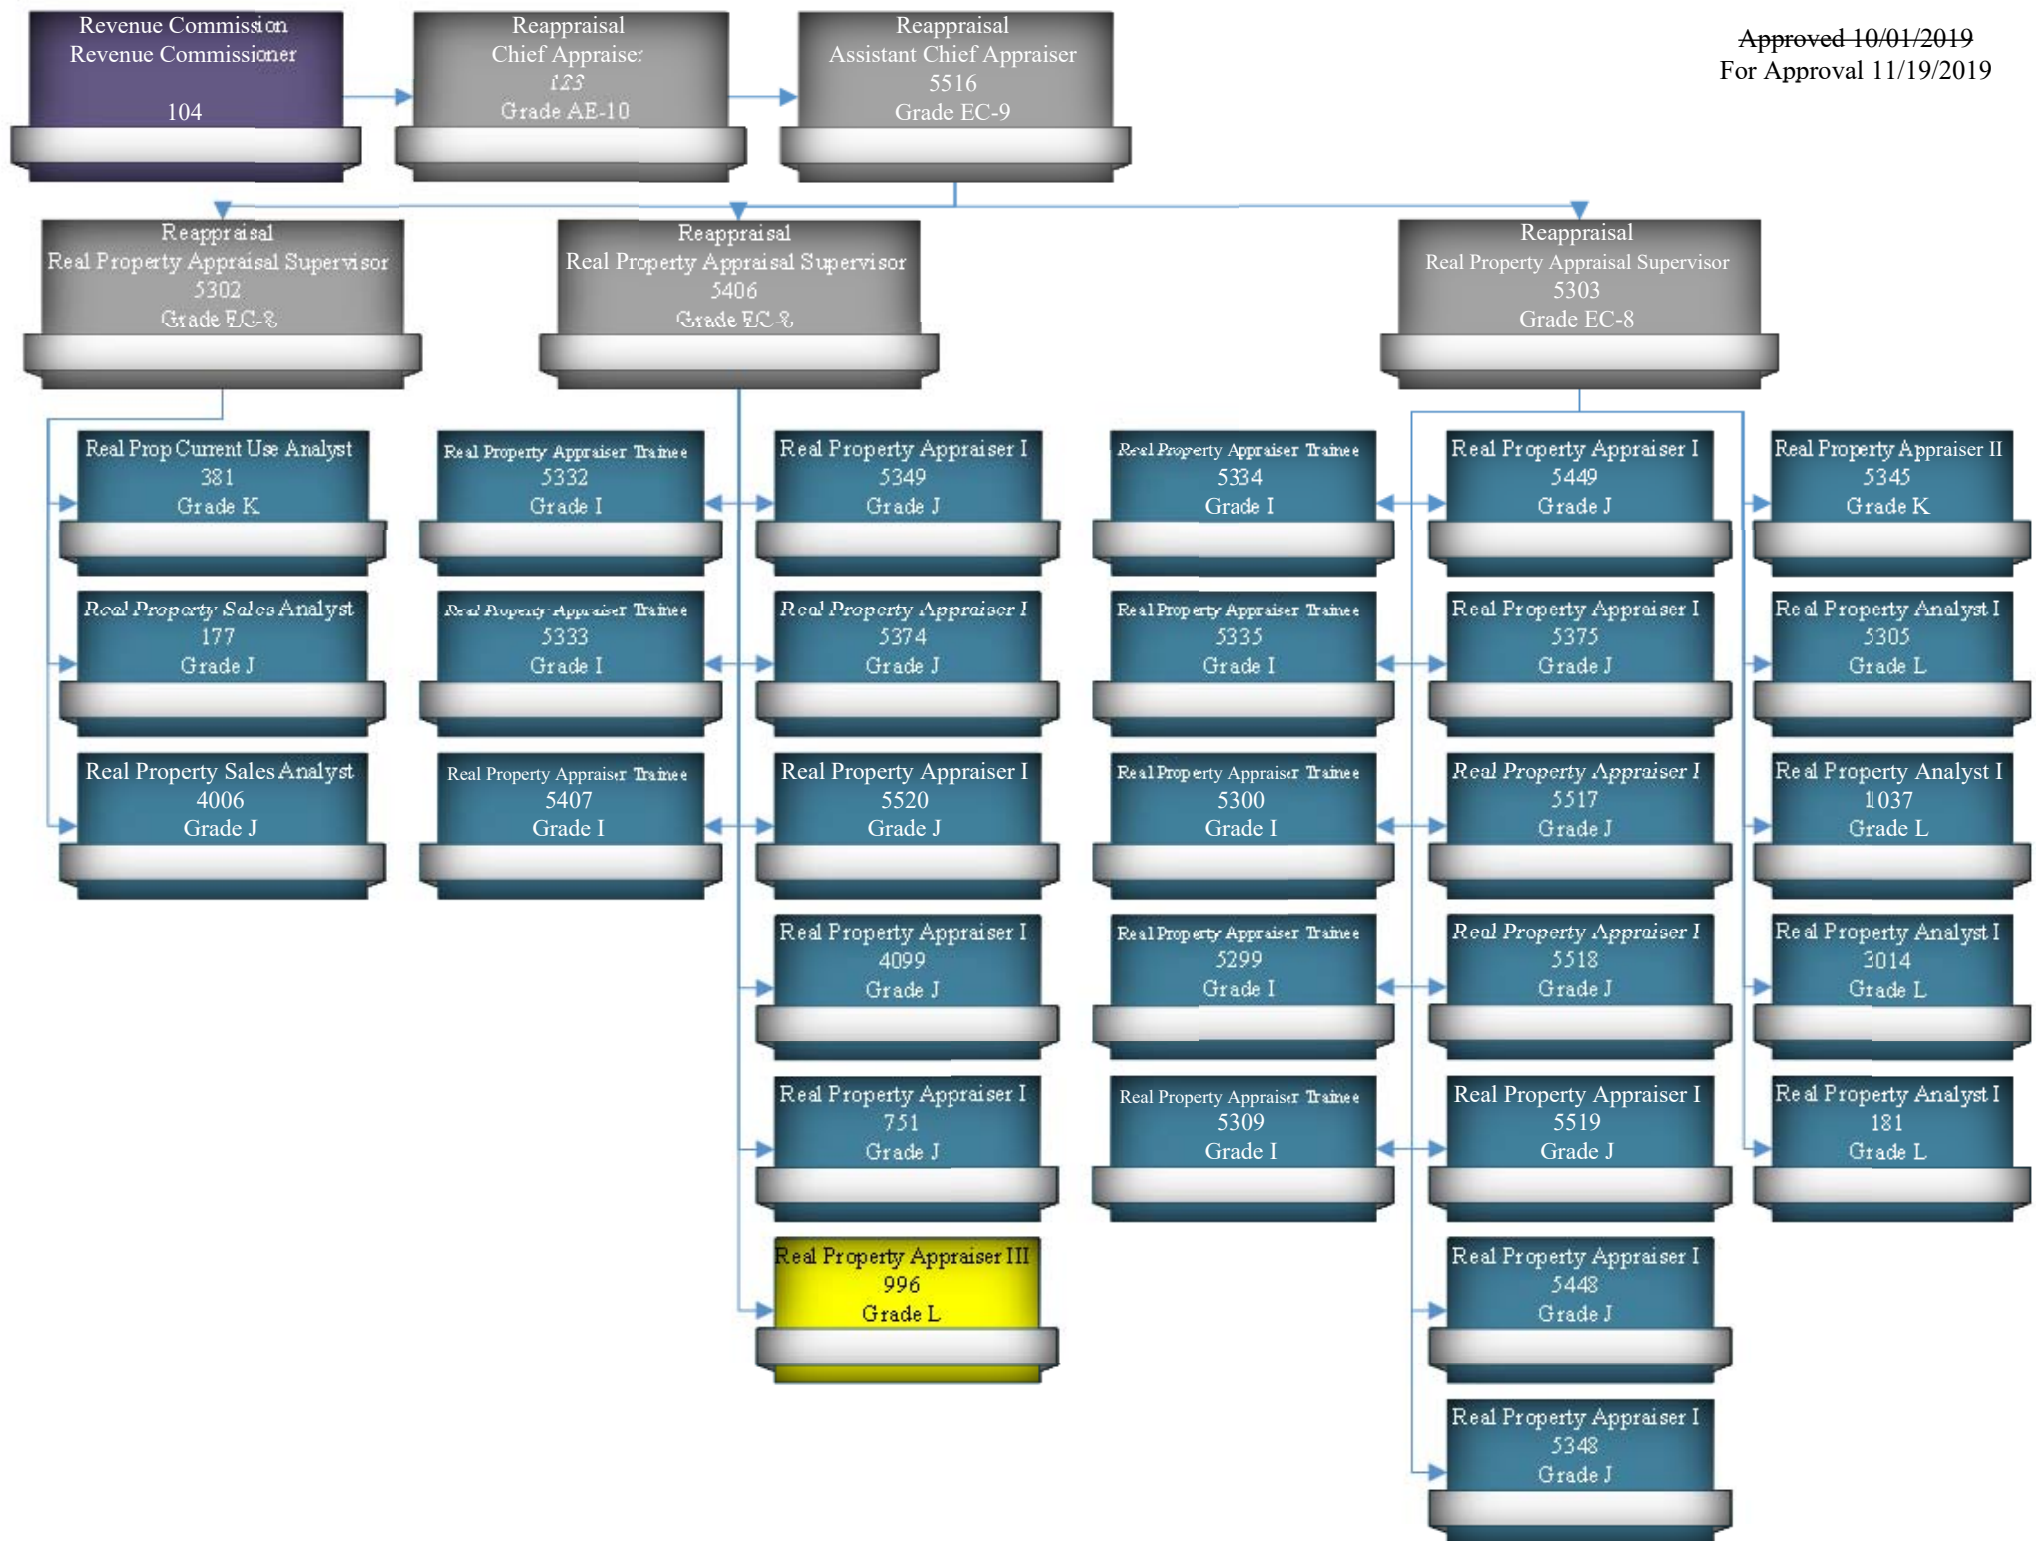 Revenue Commission
Revenue Commissioner
104
Reappraisal
Chief Appraiser
123
Grade AE-10
Reappraisal
Assistant Chief Appraiser
5516
Grade EC-9
Approved 10/01/2019
For Approval 11/19/2019
Reappraisal
Real Property Appraisal Supervisor
5302
Grade EC-8
Reappraisal
Real Property Appraisal Supervisor
5406
Grade EC-8
Reappraisal
Real Property Appraisal Supervisor
5303
Grade EC-8
Real Prop Current Use Analyst
381
Grade K
Real Property Sales Analyst
177
Grade J
Real Property Sales Analyst
4006
Grade J
Real Property Appraiser Trainee
5332
Grade I
Real Property Appraiser Trainee
5333
Grade I
Real Property Appraiser Trainee
5407
Grade I
Real Property Appraiser I
5349
Grade J
Real Property Appraiser I
5374
Grade J
Real Property Appraiser I
5520
Grade J
Real Property Appraiser I
4099
Grade J
Real Property Appraiser I
751
Grade J
Real Property Appraiser III
996
Grade L
Real Property Appraiser Trainee
5334
Grade I
Real Property Appraiser Trainee
5335
Grade I
Real Property Appraiser Trainee
5300
Grade I
Real Property Appraiser Trainee
5299
Grade I
Real Property Appraiser Trainee
5309
Grade I
Real Property Appraiser I
5449
Grade J
Real Property Appraiser I
5375
Grade J
Real Property Appraiser I
5517
Grade J
Real Property Appraiser I
5518
Grade J
Real Property Appraiser I
5519
Grade J
Real Property Appraiser I
5448
Grade J
Real Property Appraiser I
5348
Grade J
Real Property Appraiser II
5345
Grade K
Real Property Analyst I
5305
Grade L
Real Property Analyst I
1037
Grade L
Real Property Analyst I
3014
Grade L
Real Property Analyst I
181
Grade L